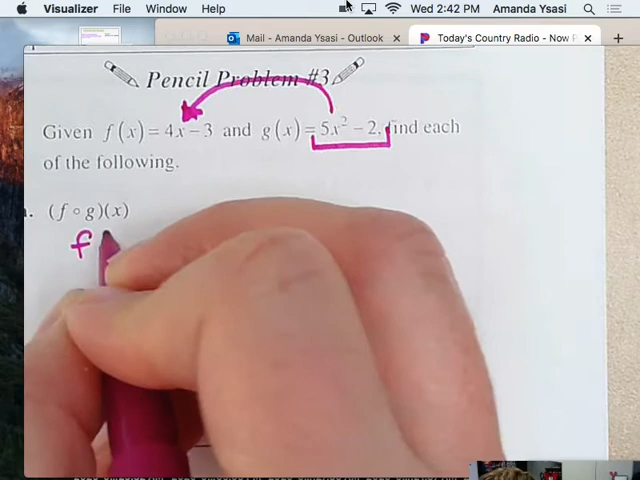 Visualizer File Window Help Wed 2:42 PM Amanda Ysasi
Mail - Amanda Ysasi - Outlook × Today's Country Radio - Now P ×
Pencil Problem #3
Given f(x) = 4x − 3 and g(x) = 5x² − 2, find each
of the following.
(f ∘ g)(x)
f